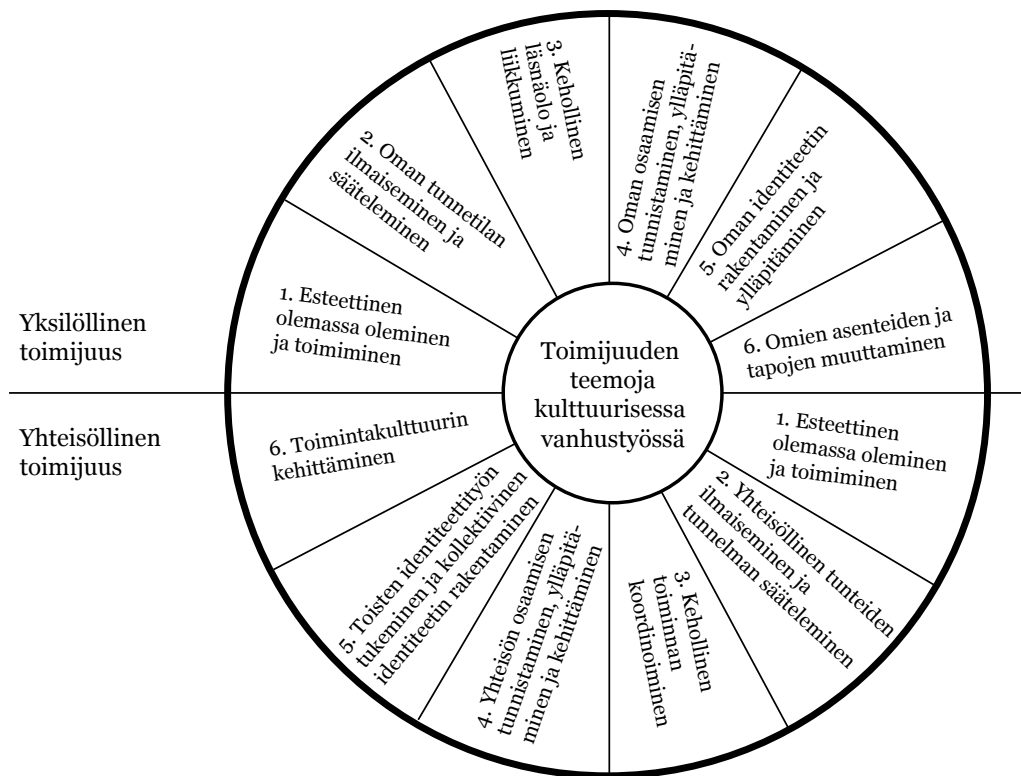 Yksilöllinen
toimijuus
Yhteisöllinen
toimijuus
Toimijuuden
teemoja
kulttuurisessa
vanhustyössä
1. Esteettinen
olemassa oleminen
ja toimiminen
2. Oman tunnetilan
ilmaiseminen ja
sääteleminen
3. Kehollinen
läsnäolo ja
liikkuminen
4. Oman osaamisen
tunnistaminen, ylläpitä-
minen ja kehittäminen
5. Oman identiteetin
rakentaminen ja
ylläpitäminen
6. Omien asenteiden ja
tapojen muuttaminen
1. Esteettinen
olemassa oleminen
ja toimiminen
2. Yhteisöllinen tunteiden
ilmaiseminen ja
tunnelman sääteleminen
3. Kehollinen
toiminnan
koordinoiminen
4. Yhteisön osaamisen
tunnistaminen, ylläpitä-
minen ja kehittäminen
5. Toisten identiteettityön
tukeminen ja kollektiivinen
identiteetin rakentaminen
6. Toimintakulttuurin
kehittäminen